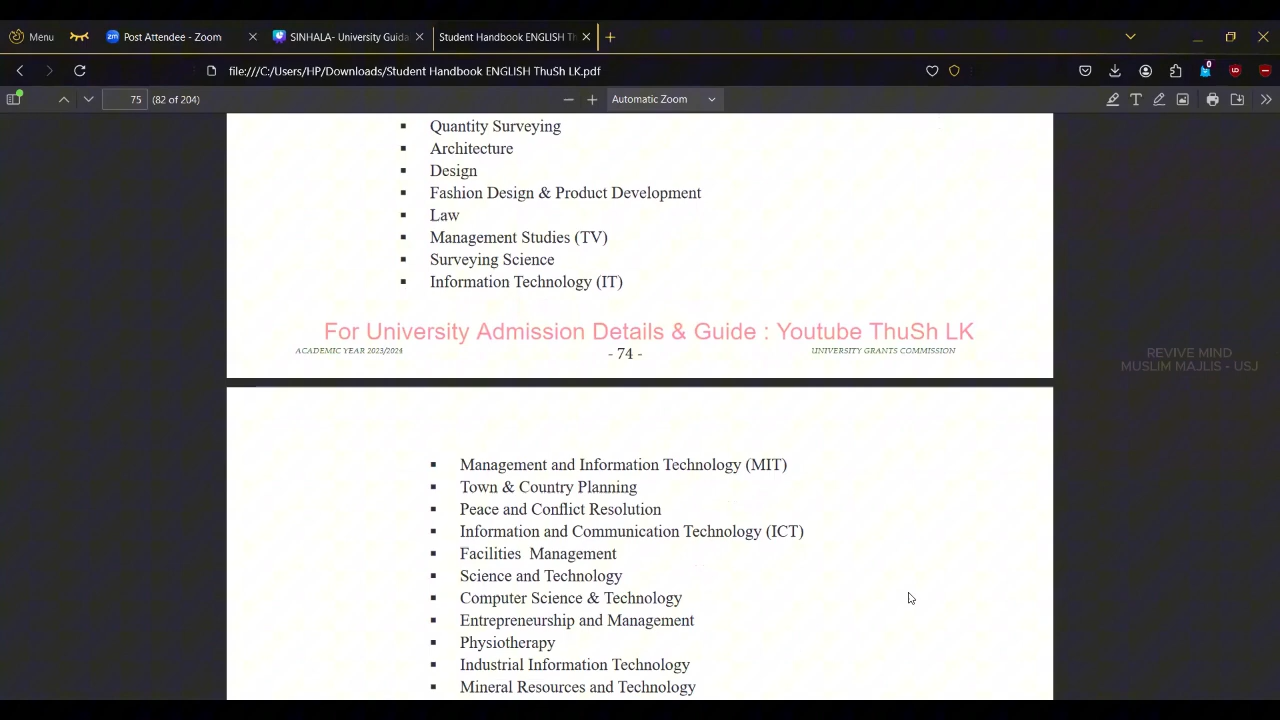 Menu
Post Attendee - Zoom
SINHALA- University Guida
Student Handbook ENGLISH Th
file:///C:/Users/HP/Downloads/Student Handbook ENGLISH ThuSh LK.pdf
0
75
(82 of 204)
Automatic Zoom
▪ Quantity Surveying
▪ Architecture
▪ Design
▪ Fashion Design & Product Development
▪ Law
▪ Management Studies (TV)
▪ Surveying Science
▪ Information Technology (IT)
For University Admission Details & Guide : Youtube ThuSh LK
ACADEMIC YEAR 2023/2024
- 74 -
UNIVERSITY GRANTS COMMISSION
REVIVE MIND
MUSLIM MAJLIS - USJ
▪ Management and Information Technology (MIT)
▪ Town & Country Planning
▪ Peace and Conflict Resolution
▪ Information and Communication Technology (ICT)
▪ Facilities Management
▪ Science and Technology
▪ Computer Science & Technology
▪ Entrepreneurship and Management
▪ Physiotherapy
▪ Industrial Information Technology
▪ Mineral Resources and Technology